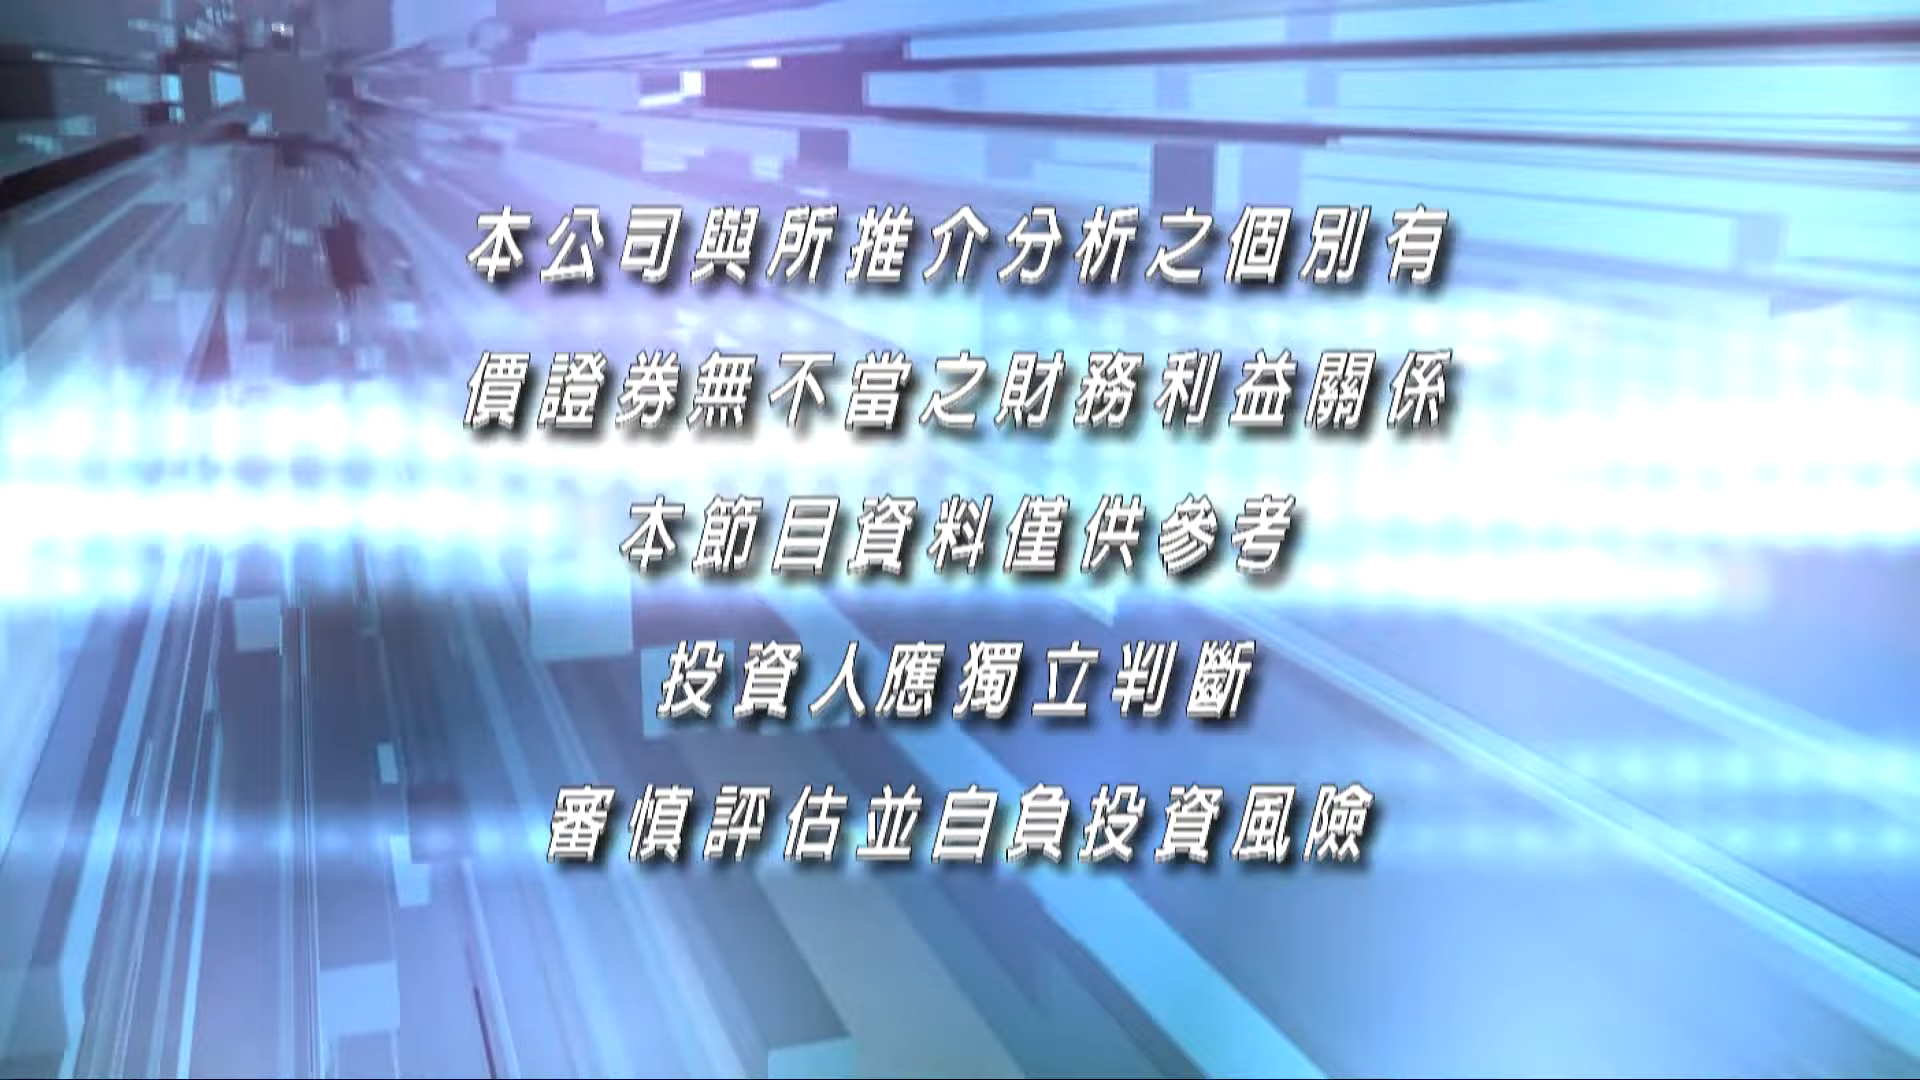 本公司與所推介分析之個別有
價證券無不當之財務利益關係
本節目資料僅供參考
投資人應獨立判斷
審慎評估並自負投資風險